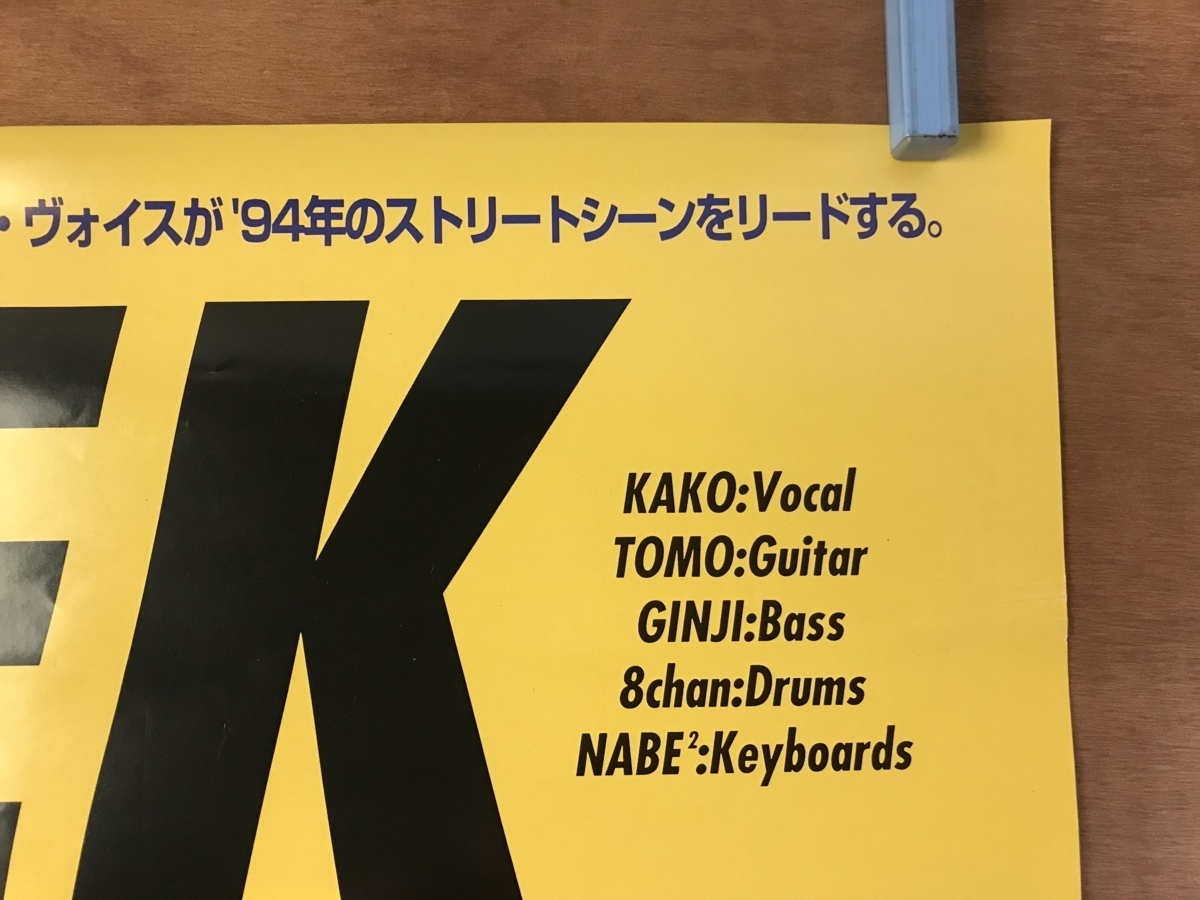 ・ヴォイスが'94年のストリートシーンをリードする。
EK
KAKO:Vocal
TOMO:Guitar
GINJI:Bass
8chan:Drums
NABE²:Keyboards